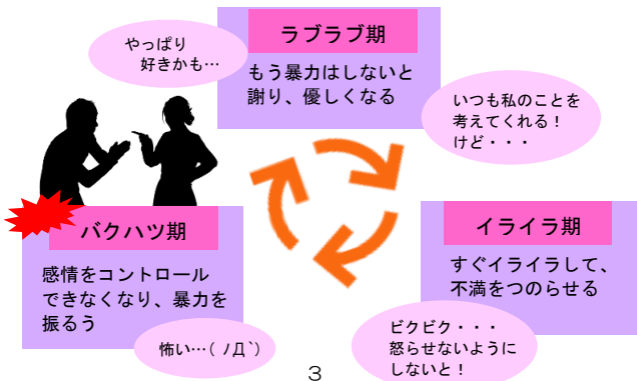 ラブラブ期
もう暴力はしないと
謝り、優しくなる
やっぱり
好きかも…
いつも私のことを
考えてくれる！
けど・・・
イライラ期
すぐイライラして、
不満をつのらせる
ビクビク・・・
怒らせないように
しないと！
バクハツ期
感情をコントロール
できなくなり、暴力を
振るう
怖い…( ﾉД`)
3